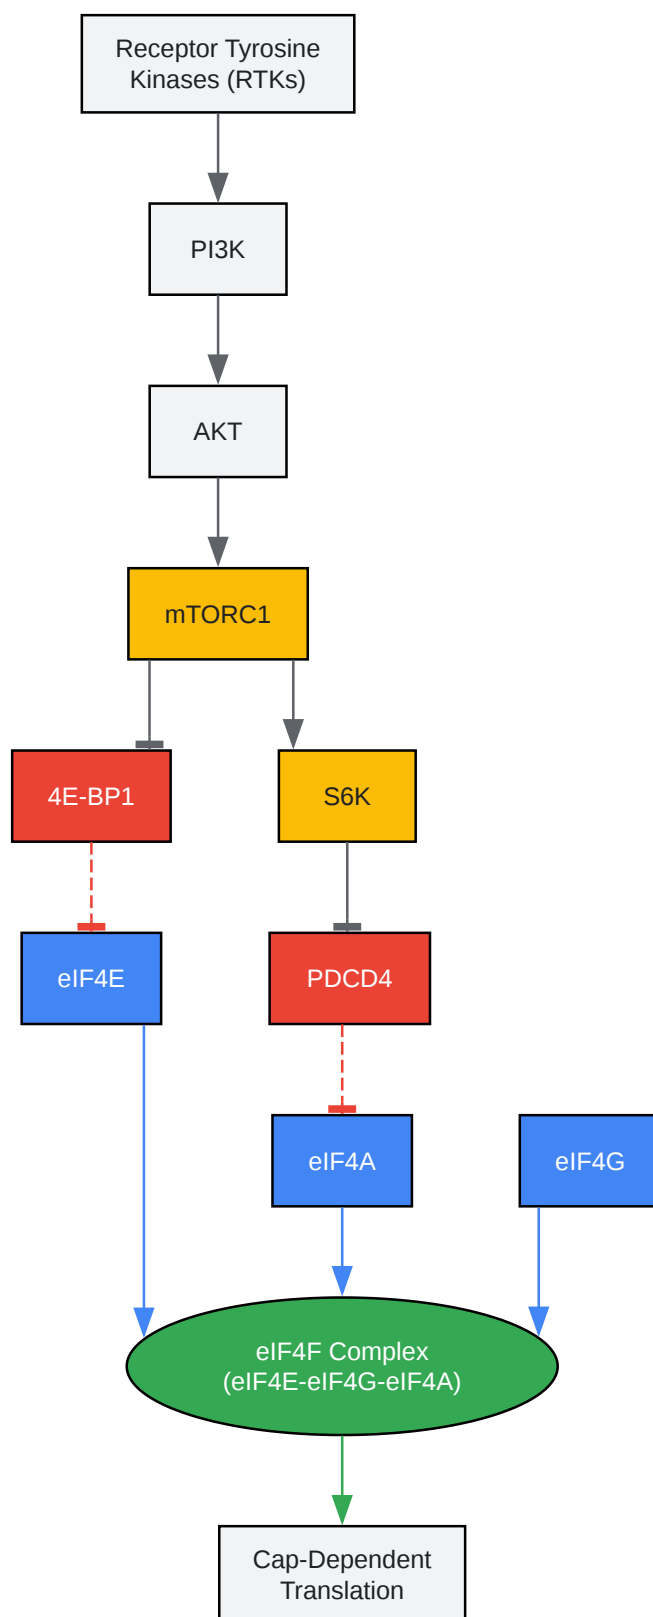 Receptor Tyrosine
Kinases (RTKs)
PI3K
AKT
mTORC1
4E-BP1
S6K
eIF4E
PDCD4
eIF4A
eIF4G
eIF4F Complex
(eIF4E-eIF4G-eIF4A)
Cap-Dependent
Translation